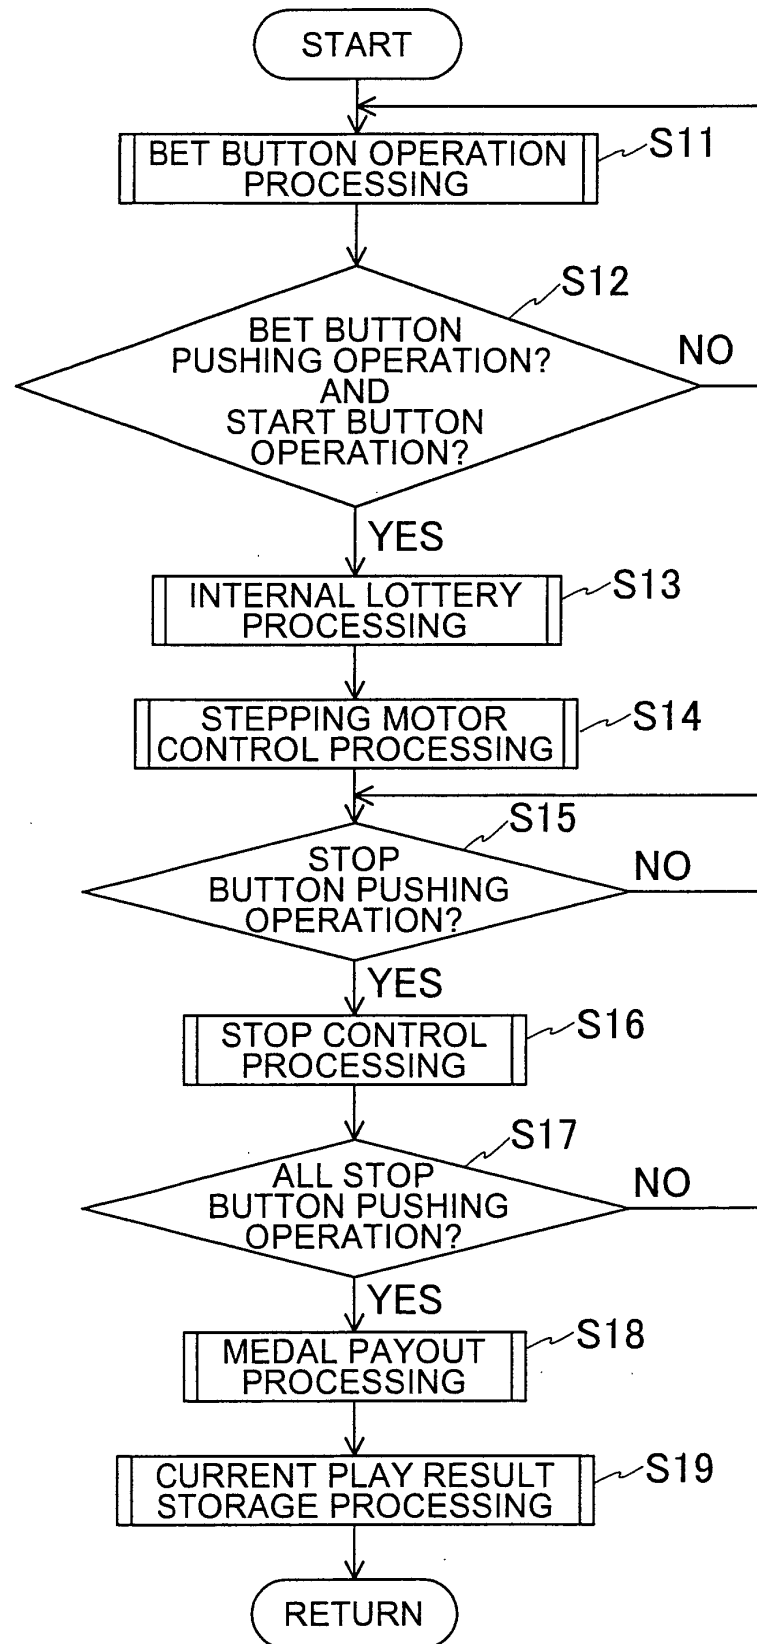 START
BET BUTTON OPERATION
PROCESSING
S11
S12
BET BUTTON
PUSHING OPERATION?
AND
START BUTTON
OPERATION?
NO
YES
INTERNAL LOTTERY
PROCESSING
S13
STEPPING MOTOR
CONTROL PROCESSING
S14
S15
STOP
BUTTON PUSHING
OPERATION?
NO
YES
STOP CONTROL
PROCESSING
S16
S17
ALL STOP
BUTTON PUSHING
OPERATION?
NO
YES
MEDAL PAYOUT
PROCESSING
S18
CURRENT PLAY RESULT
STORAGE PROCESSING
S19
RETURN